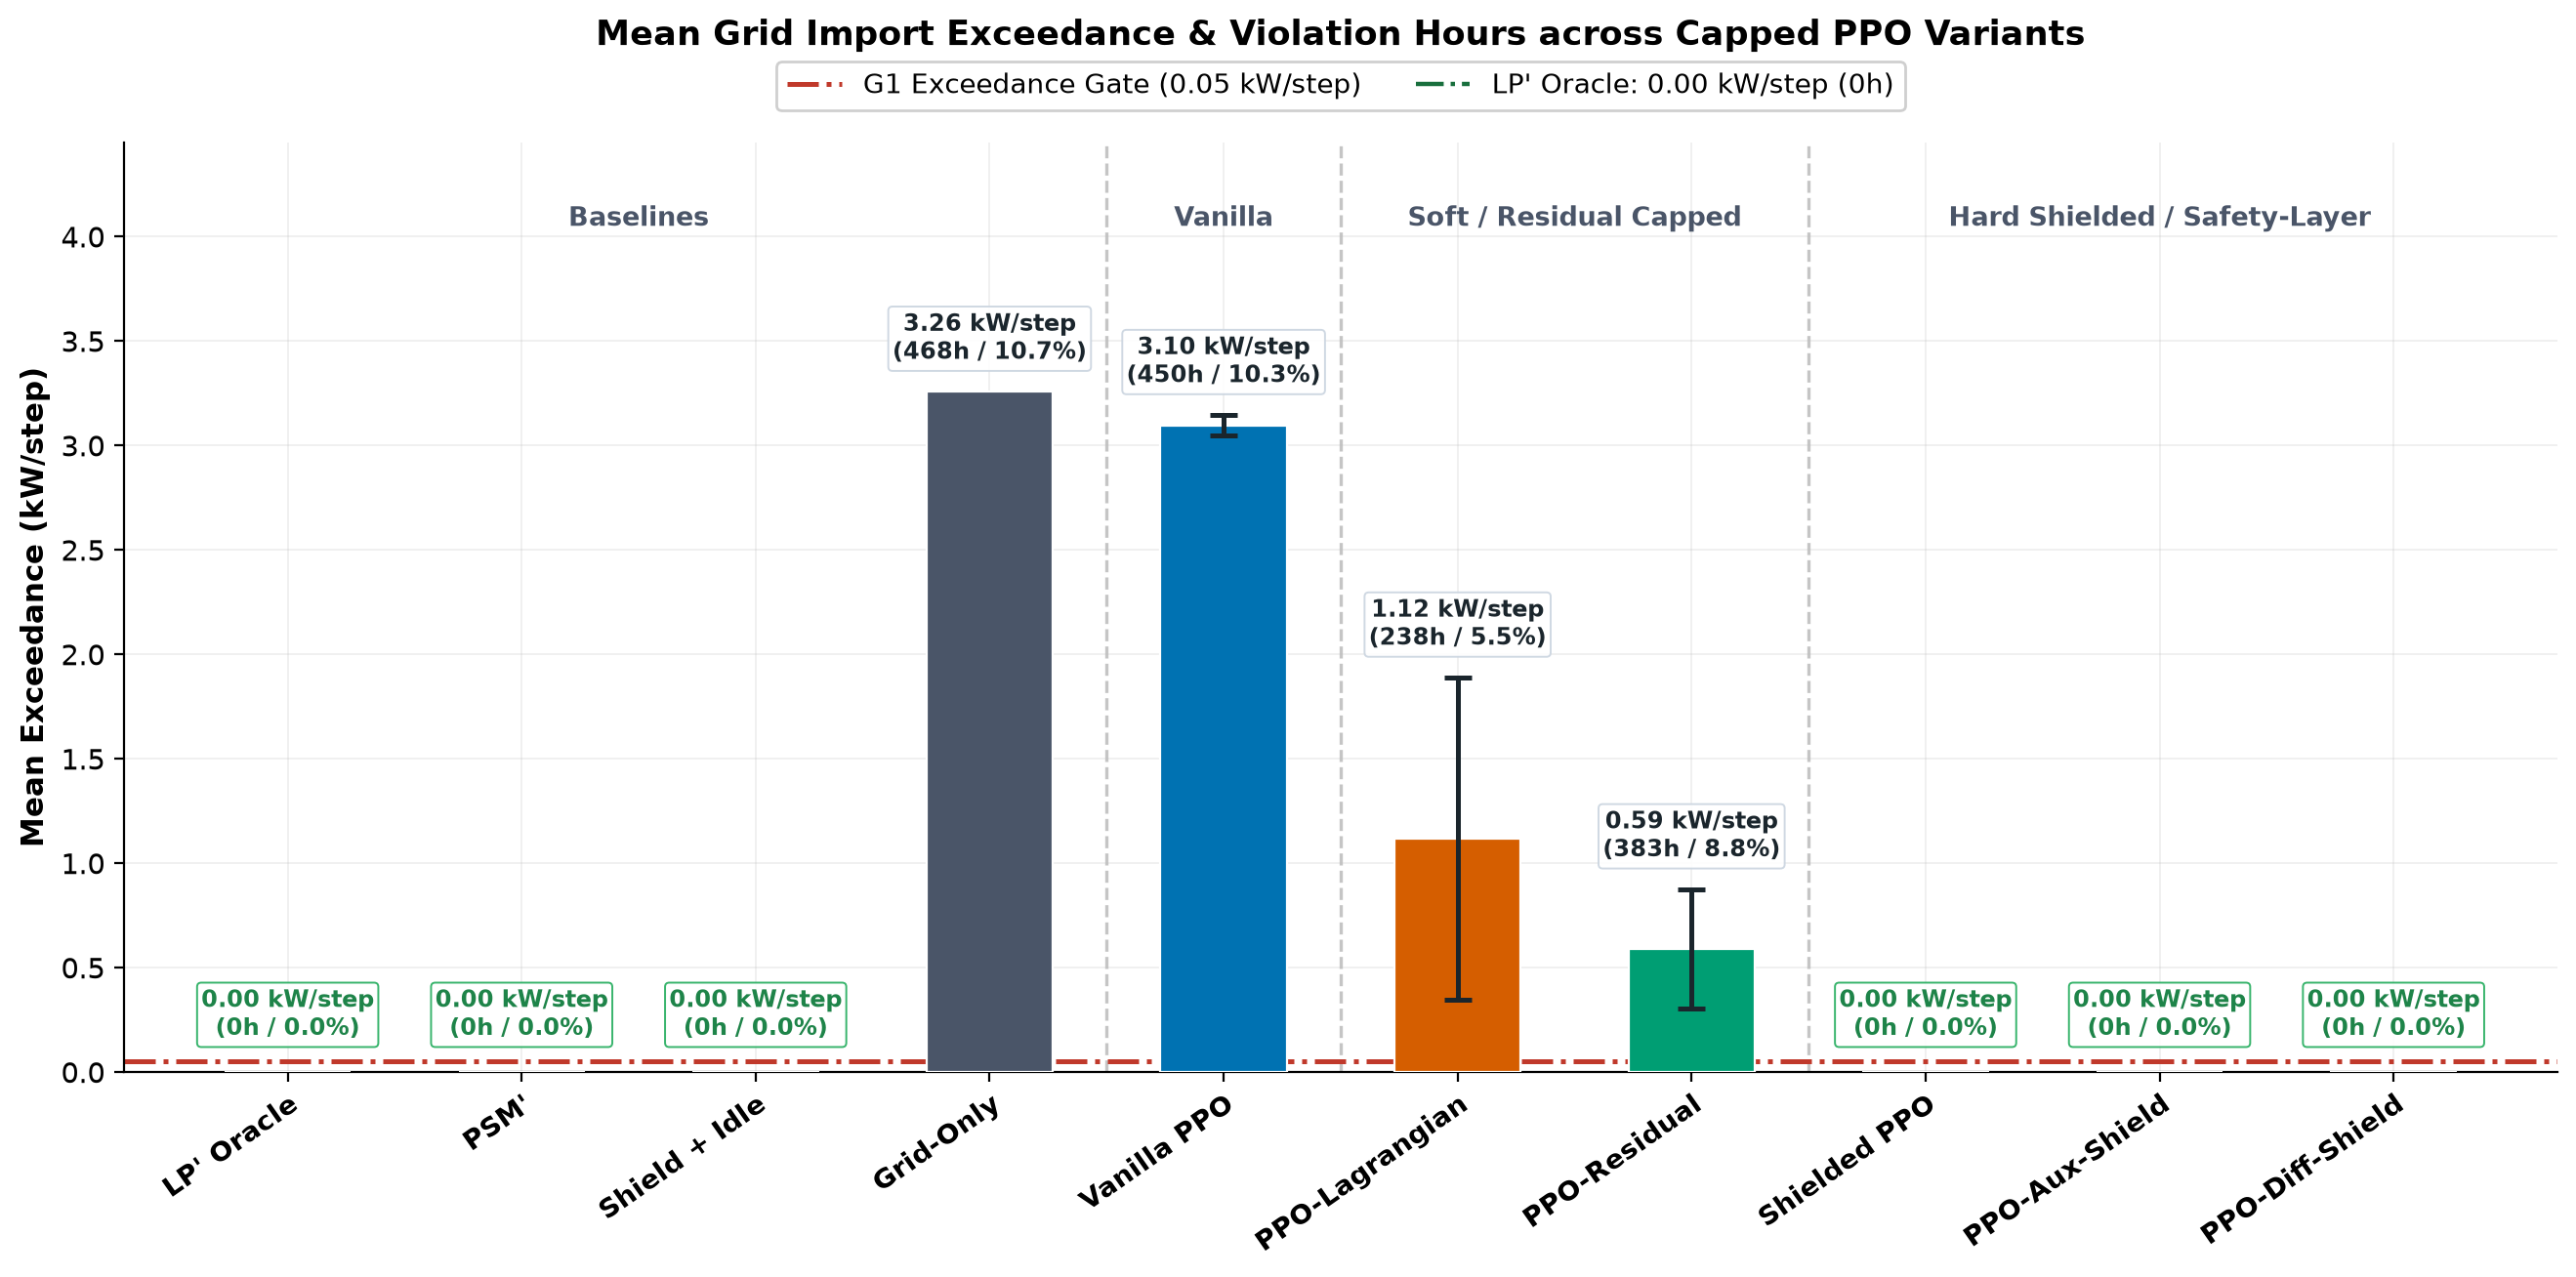 Mean Grid Import Exceedance & Violation Hours across Capped PPO Variants
G1 Exceedance Gate (0.05 kW/step)
LP' Oracle: 0.00 kW/step (0h)
Baselines
Vanilla
Soft / Residual Capped
Hard Shielded / Safety-Layer
Mean Exceedance (kW/step)
4.0
3.5
3.0
2.5
2.0
1.5
1.0
0.5
0.0
0.00 kW/step
(0h / 0.0%)
0.00 kW/step
(0h / 0.0%)
0.00 kW/step
(0h / 0.0%)
3.26 kW/step
(468h / 10.7%)
3.10 kW/step
(450h / 10.3%)
1.12 kW/step
(238h / 5.5%)
0.59 kW/step
(383h / 8.8%)
0.00 kW/step
(0h / 0.0%)
0.00 kW/step
(0h / 0.0%)
0.00 kW/step
(0h / 0.0%)
LP' Oracle
PSM'
Shield + Idle
Grid-Only
Vanilla PPO
PPO-Lagrangian
PPO-Residual
Shielded PPO
PPO-Aux-Shield
PPO-Diff-Shield